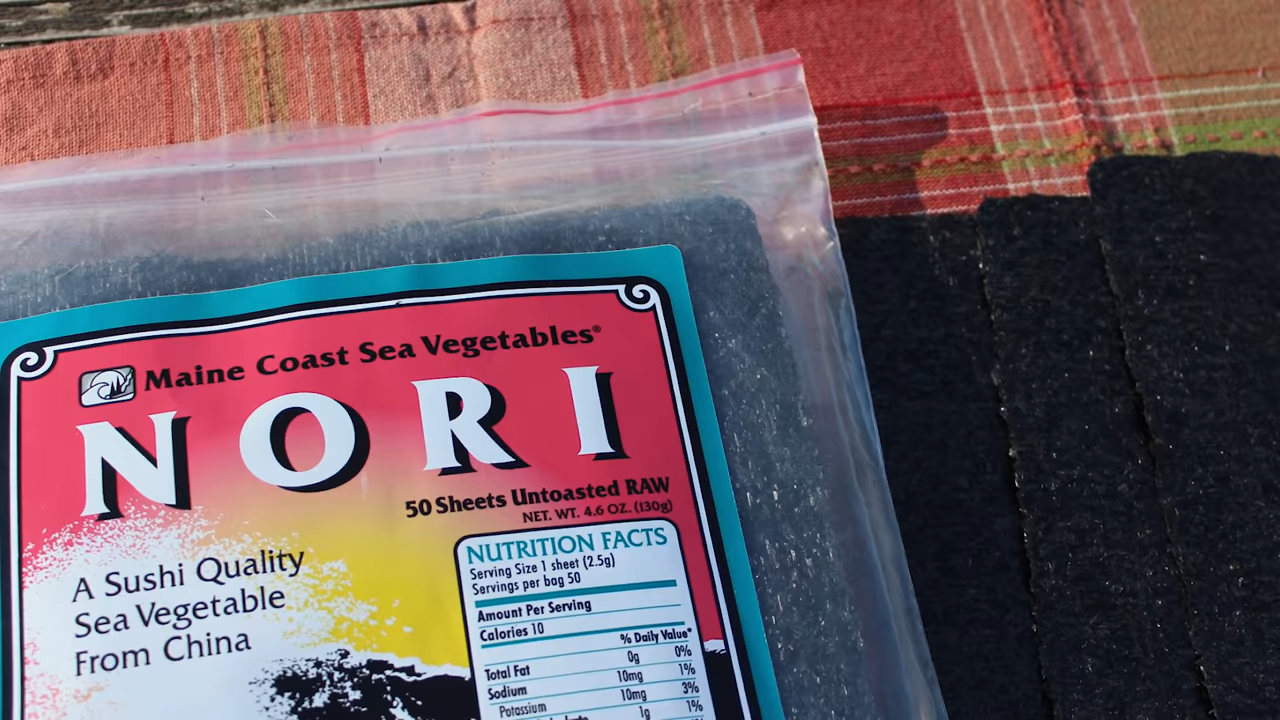 Maine Coast Sea Vegetables®
NORI
50 Sheets Untoasted RAW
NET. WT. 4.6 OZ. (130g)
A Sushi Quality
Sea Vegetable
From China
NUTRITION FACTS
Serving Size 1 sheet (2.5g)
Servings per bag 50
Amount Per Serving
Calories 10
% Daily Value*
Total Fat 0g 0%
Sodium 10mg 1%
Potassium 10mg 3%
1g 1%